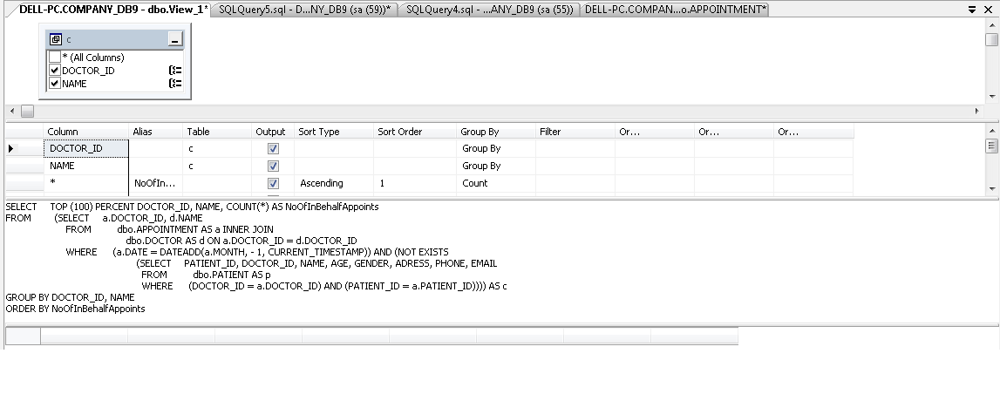 DELL-PC.COMPANY_DB9 - dbo.View_1* SQLQuery5.sql - D...NY_DB9 (sa (59))* SQLQuery4.sql - ...ANY_DB9 (sa (55)) DELL-PC.COMPAN...o.APPOINTMENT*
c
* (All Columns)
DOCTOR_ID
NAME
Column Alias Table Output Sort Type Sort Order Group By Filter Or... Or... Or...
DOCTOR_ID c Group By
NAME c Group By
* NoOfIn... Ascending 1 Count
SELECT TOP (100) PERCENT DOCTOR_ID, NAME, COUNT(*) AS NoOfInBehalfAppoints
FROM (SELECT a.DOCTOR_ID, d.NAME
FROM dbo.APPOINTMENT AS a INNER JOIN
dbo.DOCTOR AS d ON a.DOCTOR_ID = d.DOCTOR_ID
WHERE (a.DATE = DATEADD(a.MONTH, - 1, CURRENT_TIMESTAMP)) AND (NOT EXISTS
(SELECT PATIENT_ID, DOCTOR_ID, NAME, AGE, GENDER, ADRESS, PHONE, EMAIL
FROM dbo.PATIENT AS p
WHERE (DOCTOR_ID = a.DOCTOR_ID) AND (PATIENT_ID = a.PATIENT_ID)))) AS c
GROUP BY DOCTOR_ID, NAME
ORDER BY NoOfInBehalfAppoints